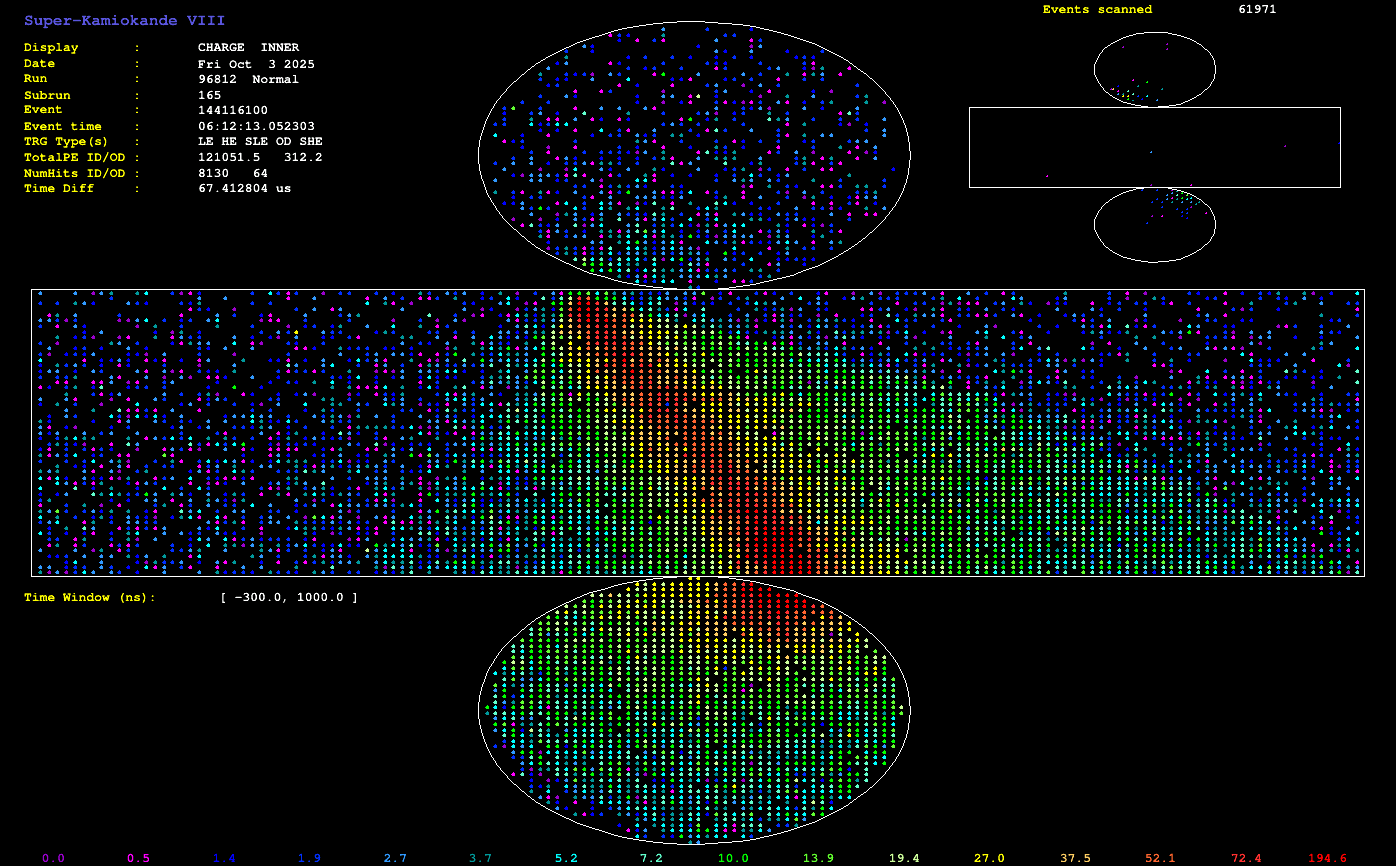 Super-Kamiokande VIII
Events scanned 61971
Display : CHARGE INNER
Date : Fri Oct 3 2025
Run : 96812 Normal
Subrun : 165
Event : 144116100
Event time : 06:12:13.052303
TRG Type(s) : LE HE SLE OD SHE
TotalPE ID/OD : 121051.5 312.2
NumHits ID/OD : 8130 64
Time Diff : 67.412804 us
Time Window (ns): [ -300.0, 1000.0 ]
0.0 0.5 1.4 1.9 2.7 3.7 5.2 7.2 10.0 13.9 19.4 27.0 37.5 52.1 72.4 194.6